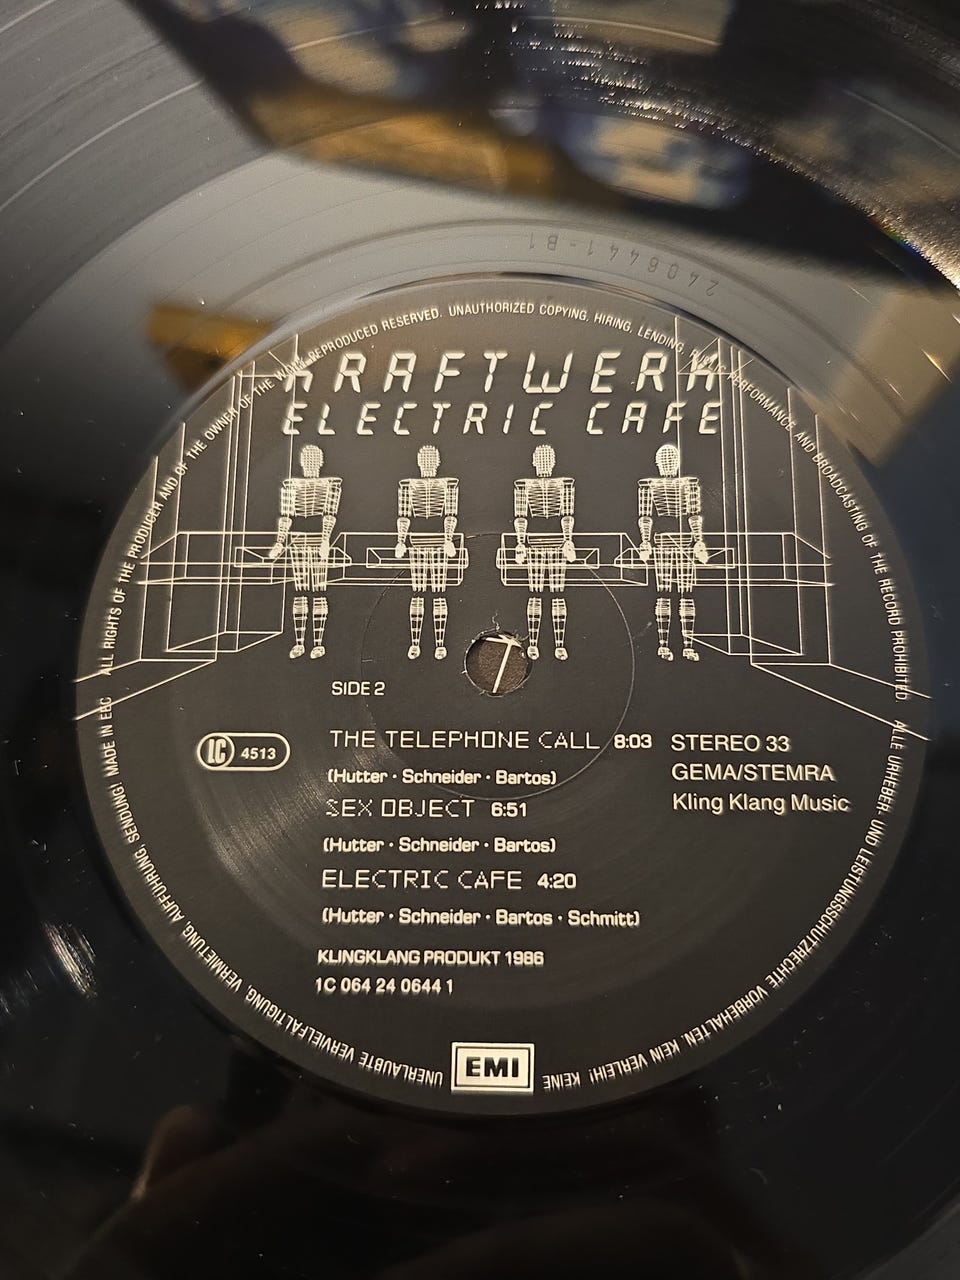 2406441-B1
ALL RIGHTS OF THE PRODUCER AND OF THE OWNER OF THE WORK REPRODUCED RESERVED. UNAUTHORIZED COPYING, HIRING, LENDING, PUBLIC PERFORMANCE AND BROADCASTING OF THE RECORD PROHIBITED.
KRAFTWERK
ELECTRIC CAFE
SIDE 2
LC 4513
THE TELEPHONE CALL 8:03
(Hutter · Schneider · Bartos)
SEX OBJECT 6:51
(Hutter · Schneider · Bartos)
ELECTRIC CAFE 4:20
(Hutter · Schneider · Bartos · Schmitt)
STEREO 33
GEMA/STEMRA
Kling Klang Music
KLINGKLANG PRODUKT 1986
1C 064 24 0644 1
ALLE URHEBER- UND LEISTUNGSSCHUTZRECHTE VORBEHALTEN. KEIN VERLEIH! KEINE UNERLAUBTE VERVIELFÄLTIGUNG, VERMIETUNG, AUFFÜHRUNG, SENDUNG! MADE IN EEC
EMI